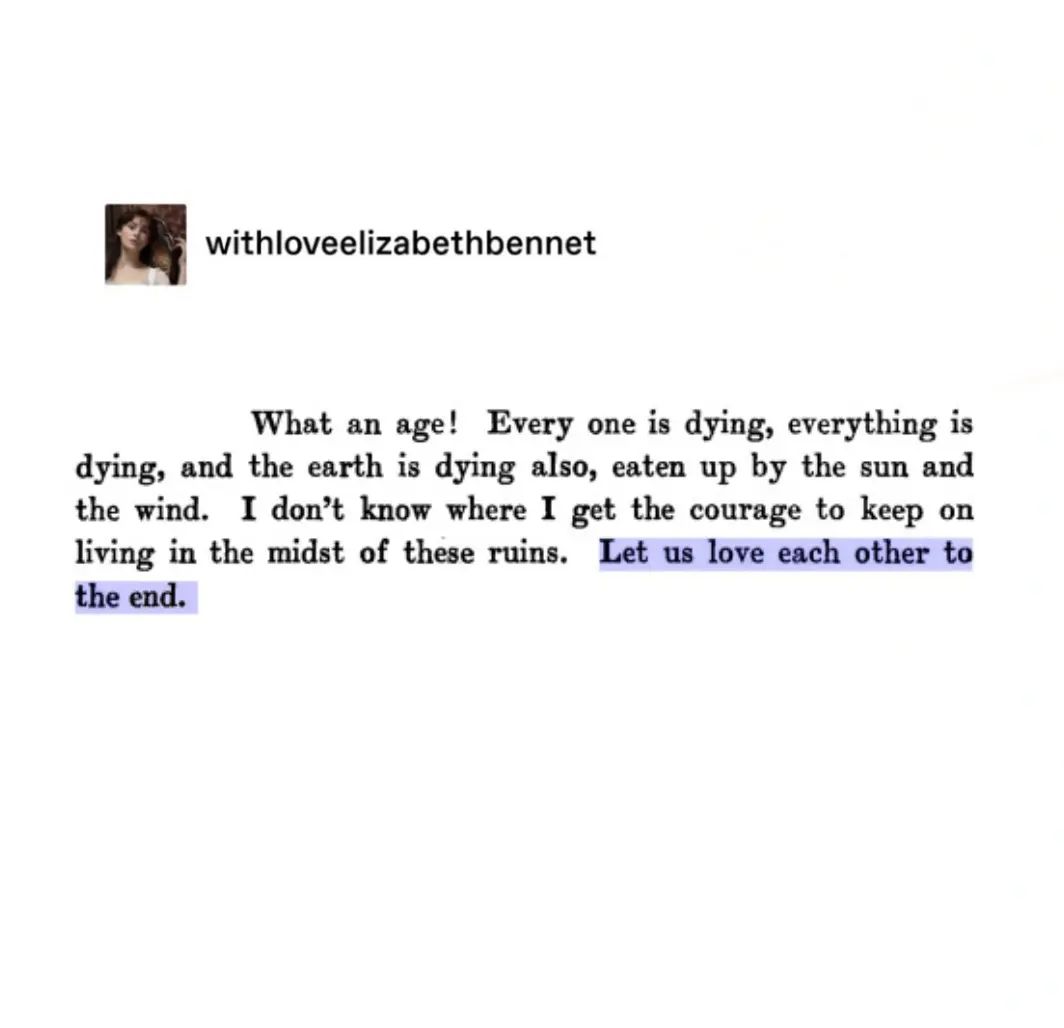 withloveelizabethbennet
What an age! Every one is dying, everything is
dying, and the earth is dying also, eaten up by the sun and
the wind. I don't know where I get the courage to keep on
living in the midst of these ruins. Let us love each other to
the end.